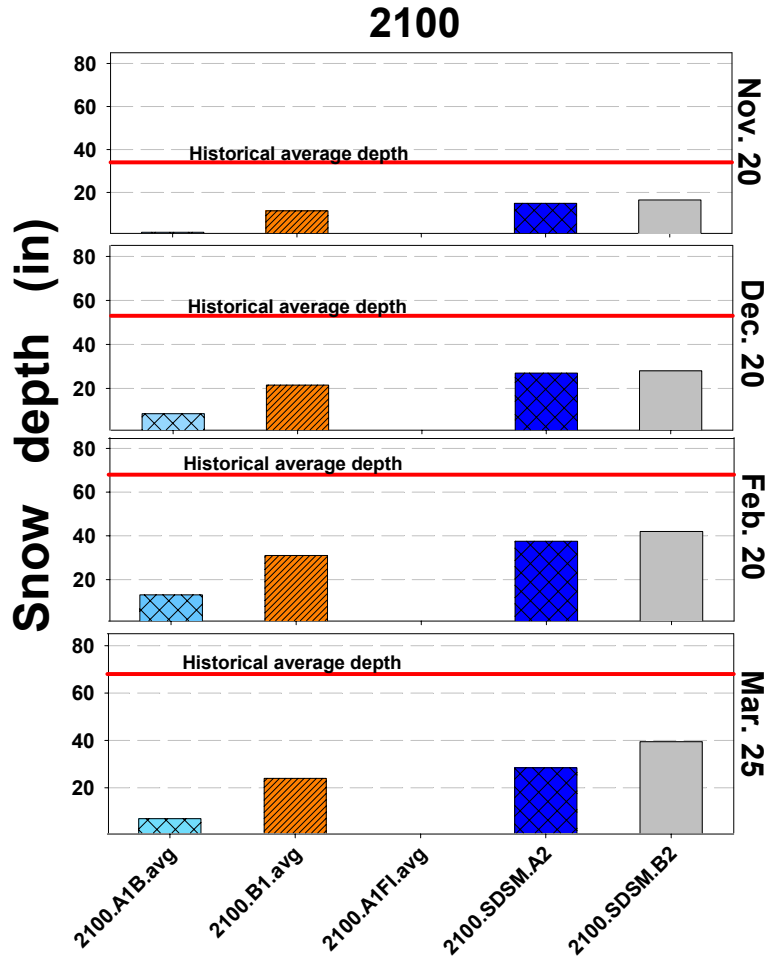 2100
Snow depth (in)
80
60
40
20
Historical average depth
Nov. 20
80
60
40
20
Historical average depth
Dec. 20
80
60
40
20
Historical average depth
Feb. 20
80
60
40
20
Historical average depth
Mar. 25
2100.A1B.avg
2100.B1.avg
2100.A1FI.avg
2100.SDSM.A2
2100.SDSM.B2